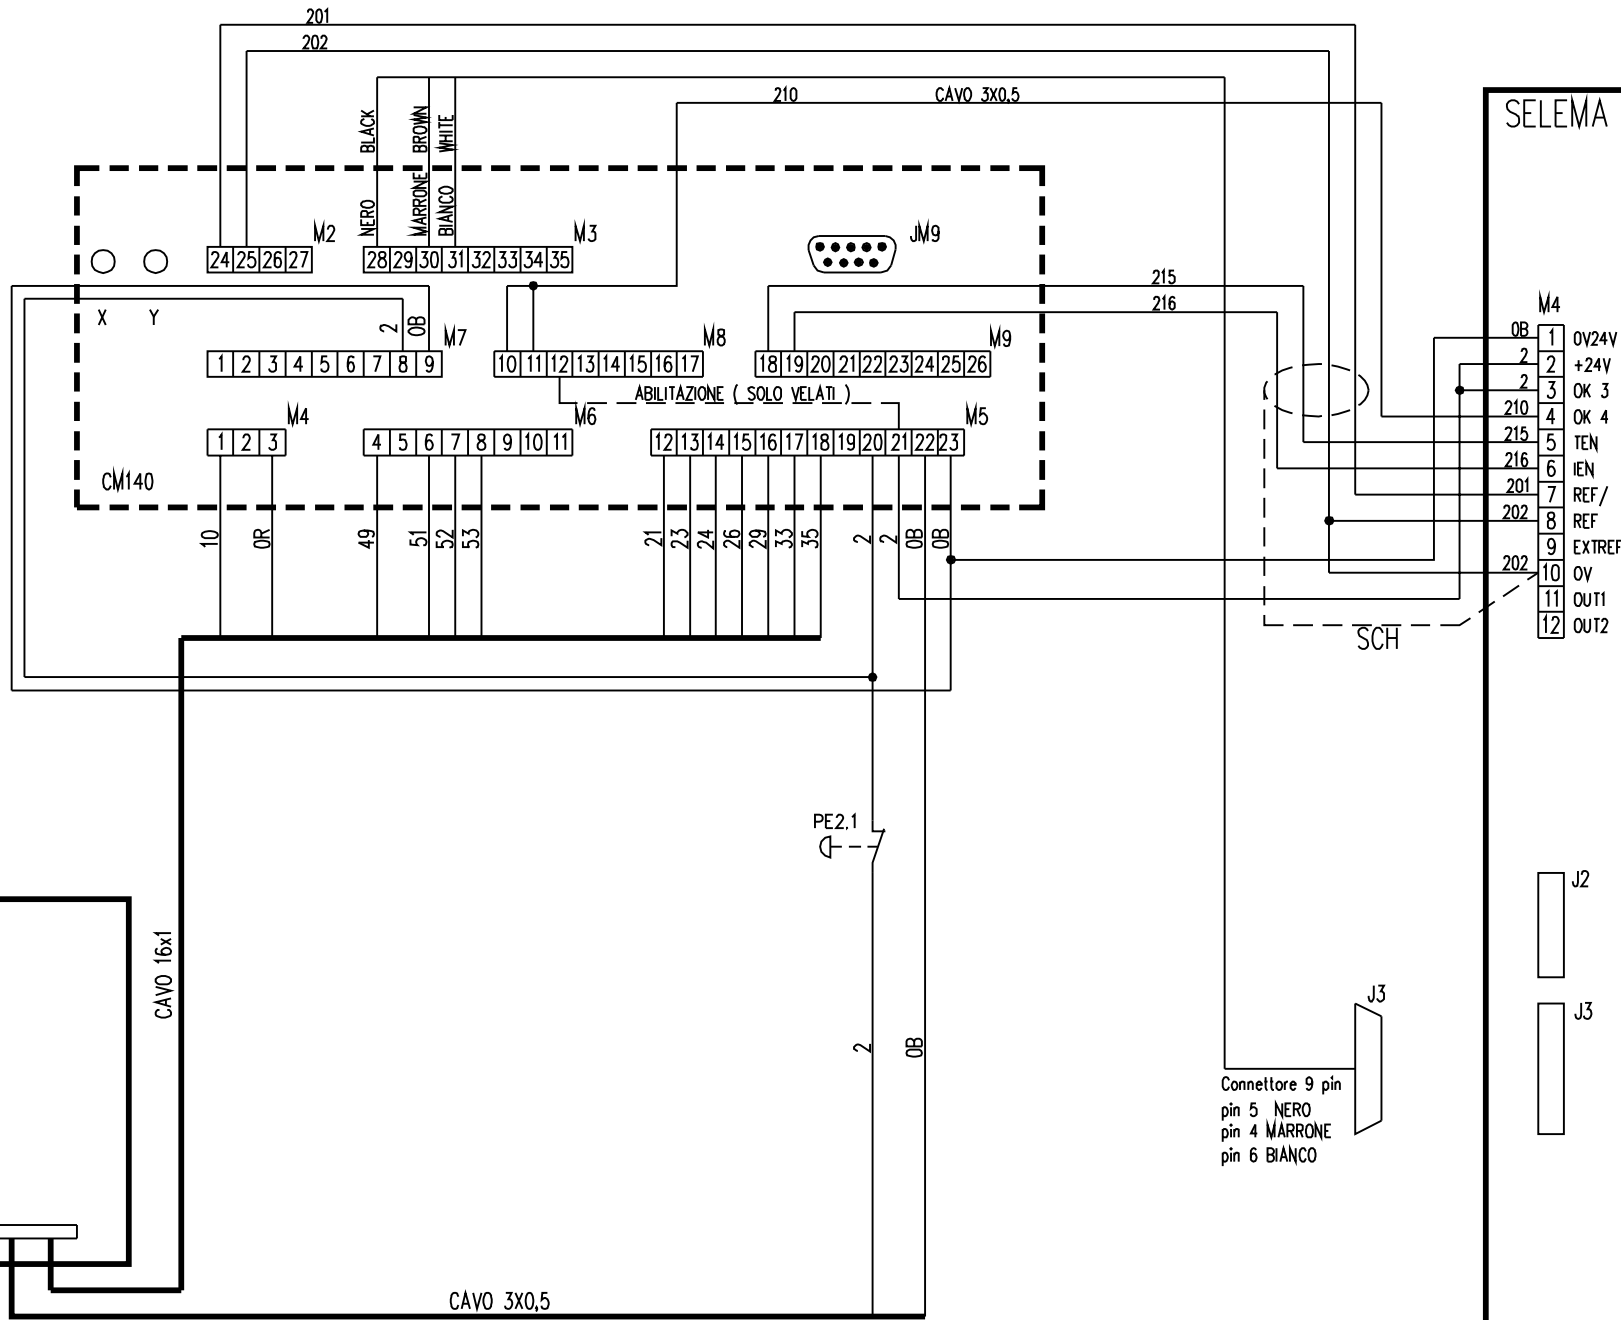 201
202
210 CAVO 3X0,5
SELEMA
NERO BLACK
MARRONE BROWN
BIANCO WHITE
M2
M3
JM9
24 25 26 27
28 29 30 31 32 33 34 35
X Y
215
216
2
0B
M7
M8
M9
1 2 3 4 5 6 7 8 9
10 11 12 13 14 15 16 17
18 19 20 21 22 23 24 25 26
ABILITAZIONE ( SOLO VELATI )
M4
M6
M5
1 2 3
4 5 6 7 8 9 10 11
12 13 14 15 16 17 18 19 20 21 22 23
CM140
10
0R
49
51
52
53
21
23
24
26
29
33
35
2
2
0B
0B
M4
0B 1 0V24V
2 2 +24V
2 3 OK 3
210 4 OK 4
215 5 TEN
216 6 IEN
201 7 REF/
202 8 REF
9 EXTREF
202 10 0V
11 OUT1
12 OUT2
SCH
PE2.1
J2
CAVO 16x1
J3
J3
2
0B
Connettore 9 pin
pin 5 NERO
pin 4 MARRONE
pin 6 BIANCO
CAVO 3X0,5